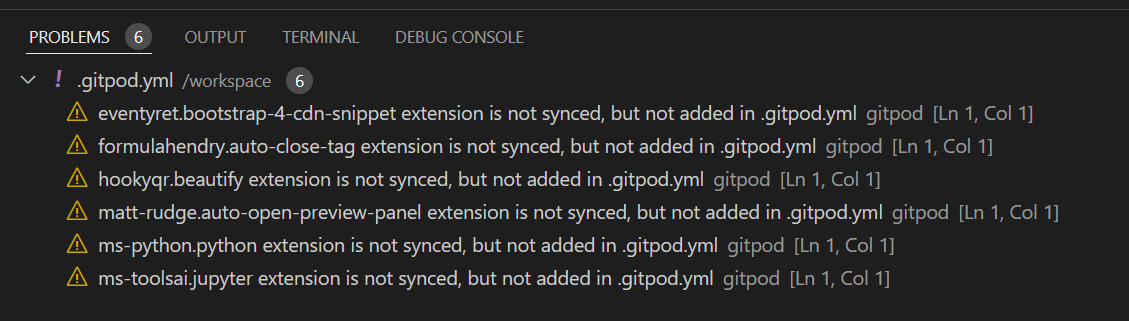 PROBLEMS 6 OUTPUT TERMINAL DEBUG CONSOLE
! .gitpod.yml /workspace 6
eventyret.bootstrap-4-cdn-snippet extension is not synced, but not added in .gitpod.yml gitpod [Ln 1, Col 1]
formulahendry.auto-close-tag extension is not synced, but not added in .gitpod.yml gitpod [Ln 1, Col 1]
hookyqr.beautify extension is not synced, but not added in .gitpod.yml gitpod [Ln 1, Col 1]
matt-rudge.auto-open-preview-panel extension is not synced, but not added in .gitpod.yml gitpod [Ln 1, Col 1]
ms-python.python extension is not synced, but not added in .gitpod.yml gitpod [Ln 1, Col 1]
ms-toolsai.jupyter extension is not synced, but not added in .gitpod.yml gitpod [Ln 1, Col 1]